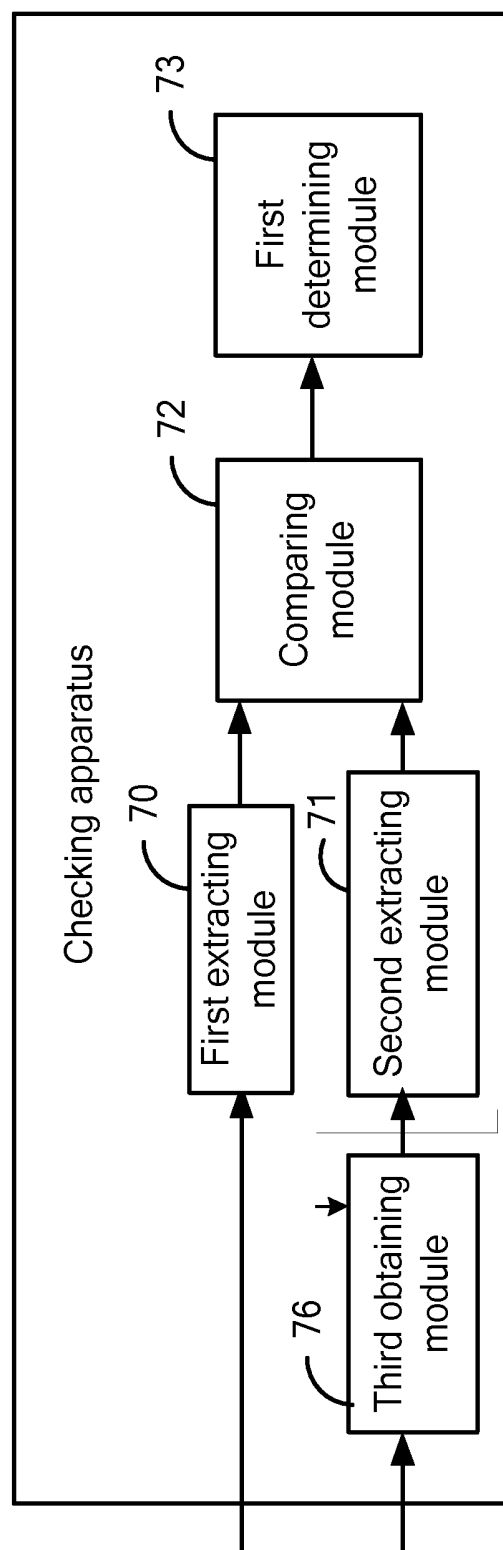 Checking apparatus
70
First extracting
module
72
Comparing
module
73
First
determining
module
76
Third obtaining
module
71
Second extracting
module